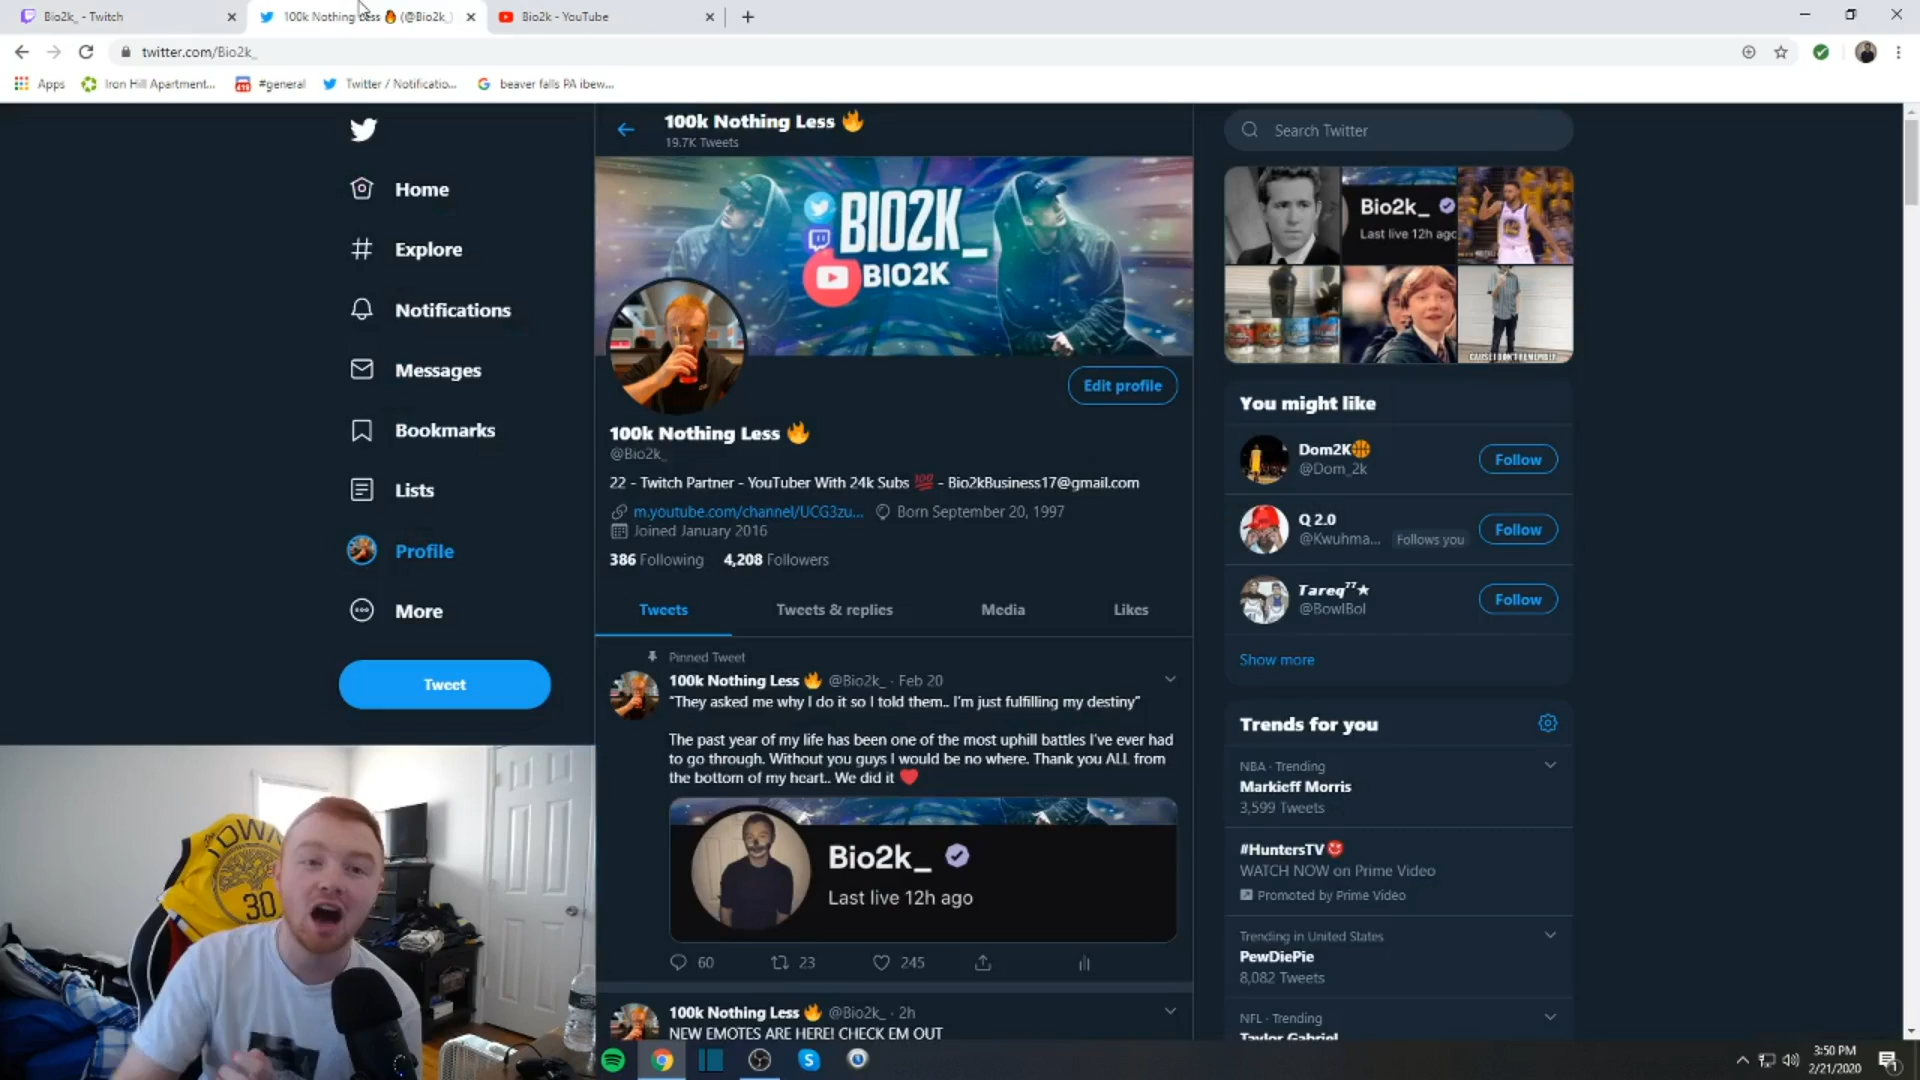 Bio2k_ - Twitch
100k Nothing Less 🔥 (@Bio2k_)
Bio2k - YouTube
twitter.com/Bio2k_
Apps
Iron Hill Apartment...
#general
Twitter / Notificatio...
beaver falls PA ibew...
Home
Explore
Notifications
Messages
Bookmarks
Lists
Profile
More
Tweet
100k Nothing Less 🔥
19.7K Tweets
BIO2K_
BIO2K
Edit profile
100k Nothing Less 🔥
@Bio2k_
22 - Twitch Partner - YouTuber With 24k Subs 💯 - Bio2kBusiness17@gmail.com
m.youtube.com/channel/UCG3zu... Born September 20, 1997
Joined January 2016
386 Following 4,208 Followers
Tweets
Tweets & replies
Media
Likes
Pinned Tweet
100k Nothing Less 🔥 @Bio2k_ · Feb 20
"They asked me why I do it so I told them.. I'm just fulfilling my destiny"
The past year of my life has been one of the most uphill battles I've ever had
to go through. Without you guys I would be no where. Thank you ALL from
the bottom of my heart.. We did it ❤
Bio2k_
Last live 12h ago
60
23
245
100k Nothing Less 🔥 @Bio2k_ · 2h
NEW EMOTES ARE HERE! CHECK EM OUT
Search Twitter
Bio2k_
Last live 12h ago
CAUSE I DON'T REMEMBER
You might like
Dom2K🏀
@Dom_2k
Follow
Q 2.0
@Kwuhma... Follows you
Follow
Tareq⁷⁷★
@BowlBol
Follow
Show more
Trends for you
NBA · Trending
Markieff Morris
3,599 Tweets
#HuntersTV
WATCH NOW on Prime Video
Promoted by Prime Video
Trending in United States
PewDiePie
8,082 Tweets
NFL · Trending
Taylor Gabriel
THE TOWN
30
3:50 PM
2/21/2020
1